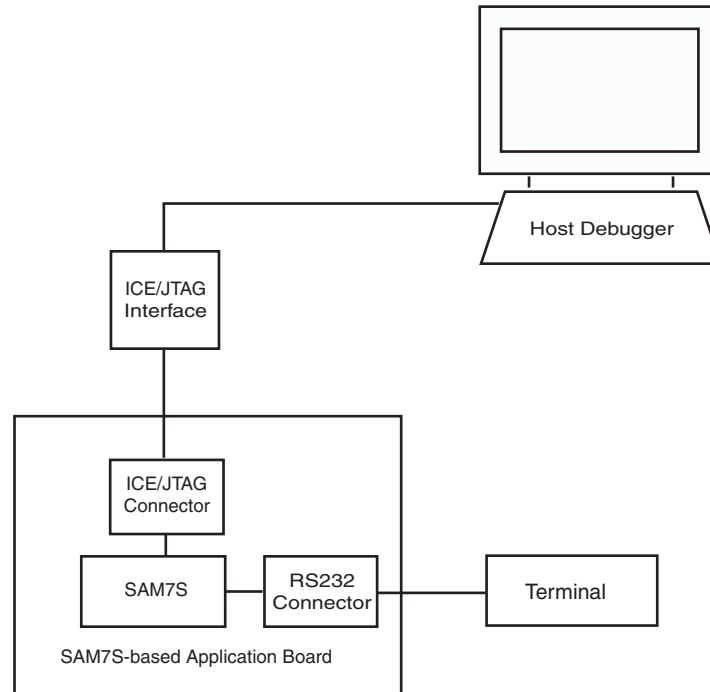 Host Debugger
ICE/JTAG
Interface
ICE/JTAG
Connector
SAM7S
RS232
Connector
Terminal
SAM7S-based Application Board